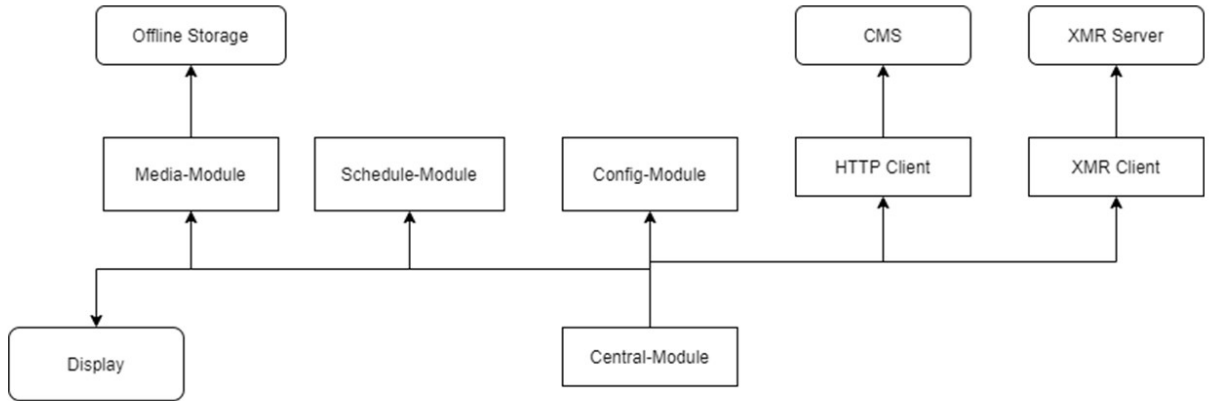 Offline Storage
CMS
XMR Server
Media-Module
Schedule-Module
Config-Module
HTTP Client
XMR Client
Display
Central-Module